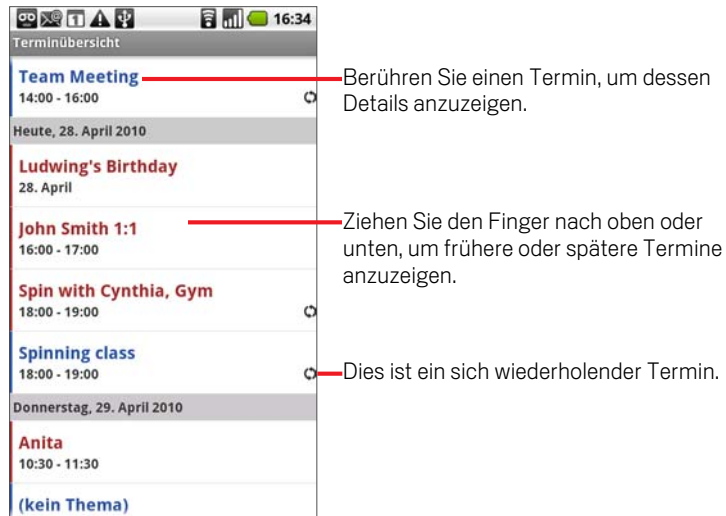 16:34
Terminübersicht
Team Meeting
14:00 - 16:00
Heute, 28. April 2010
Ludwing's Birthday
28. April
John Smith 1:1
16:00 - 17:00
Spin with Cynthia, Gym
18:00 - 19:00
Spinning class
18:00 - 19:00
Donnerstag, 29. April 2010
Anita
10:30 - 11:30
(kein Thema)
Berühren Sie einen Termin, um dessen
Details anzuzeigen.
Ziehen Sie den Finger nach oben oder
unten, um frühere oder spätere Termine
anzuzeigen.
Dies ist ein sich wiederholender Termin.